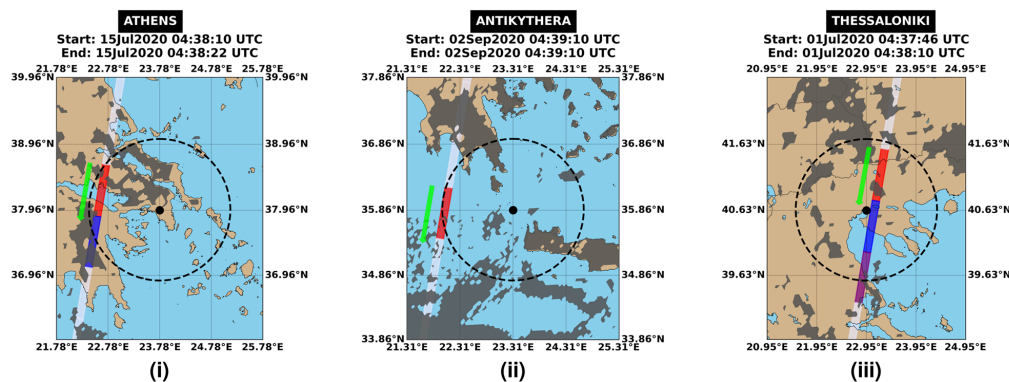 ATHENS
Start: 15Jul2020 04:38:10 UTC
End: 15Jul2020 04:38:22 UTC
21.78°E 22.78°E 23.78°E 24.78°E 25.78°E
39.96°N 39.96°N
38.96°N 38.96°N
37.96°N 37.96°N
36.96°N 36.96°N
21.78°E 22.78°E 23.78°E 24.78°E 25.78°E
(i)
ANTIKYTHERA
Start: 02Sep2020 04:39:10 UTC
End: 02Sep2020 04:39:10 UTC
21.31°E 22.31°E 23.31°E 24.31°E 25.31°E
37.86°N 37.86°N
36.86°N 36.86°N
35.86°N 35.86°N
34.86°N 34.86°N
33.86°N 33.86°N
21.31°E 22.31°E 23.31°E 24.31°E 25.31°E
(ii)
THESSALONIKI
Start: 01Jul2020 04:37:46 UTC
End: 01Jul2020 04:38:10 UTC
20.95°E 21.95°E 22.95°E 23.95°E 24.95°E
41.63°N 41.63°N
40.63°N 40.63°N
39.63°N 39.63°N
20.95°E 21.95°E 22.95°E 23.95°E 24.95°E
(iii)